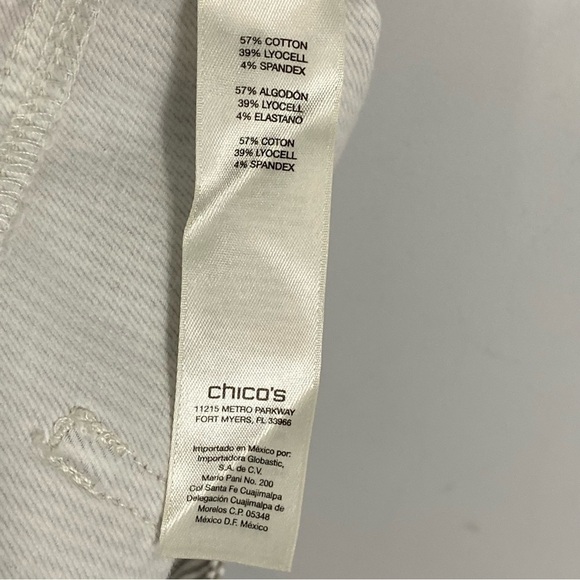 57% COTTON
39% LYOCELL
4% SPANDEX
57% ALGODÓN
39% LYOCELL
4% ELASTANO
57% COTON
39% LYOCELL
4% SPANDEX
chico's
11215 METRO PARKWAY
FORT MYERS, FL 33966
Importado en México por:
Importadora Globastic,
S.A. de C.V.
Mario Pani No. 200
Col Santa Fe Cuajimalpa
Delegación Cuajimalpa de
Morelos C.P. 05348
México D.F. México